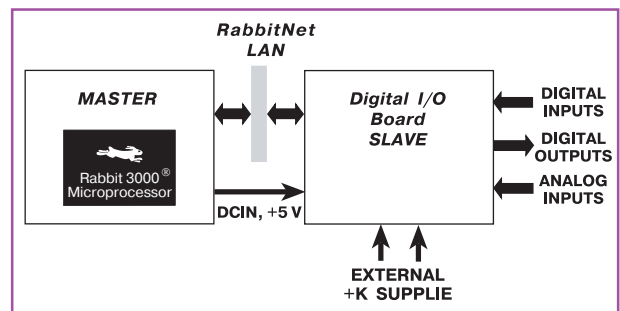 RabbitNet
LAN
MASTER
Rabbit 3000®
Microprocessor
DCIN, +5 V
Digital I/O
Board
SLAVE
DIGITAL
INPUTS
DIGITAL
OUTPUTS
ANALOG
INPUTS
EXTERNAL
+K SUPPLIE